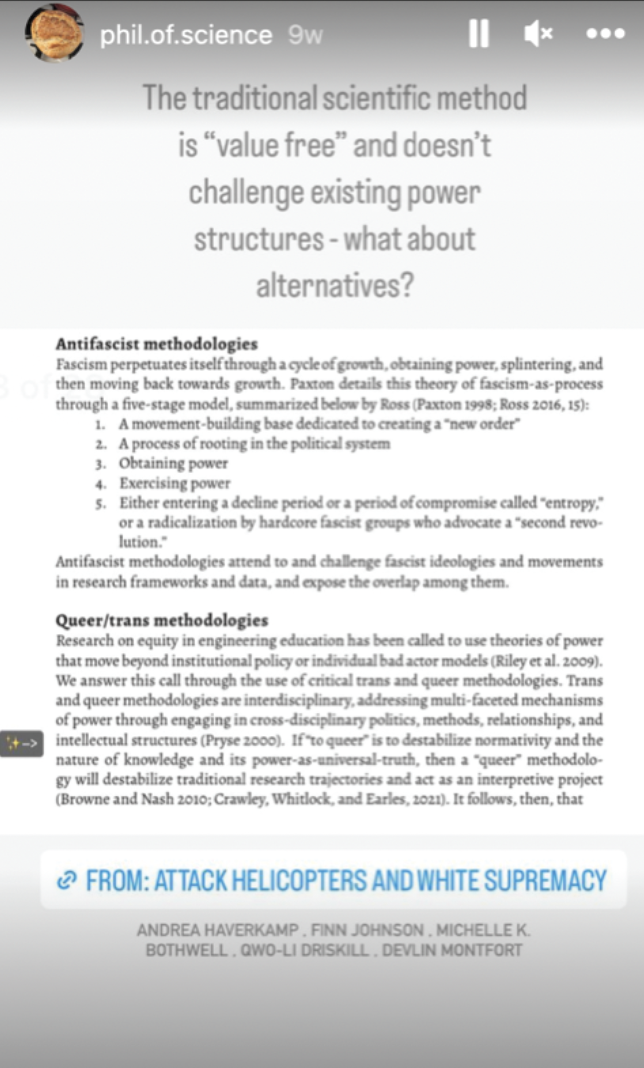 phil.of.science 9w
The traditional scientific method
is “value free” and doesn’t
challenge existing power
structures - what about
alternatives?
Antifascist methodologies
Fascism perpetuates itself through a cycle of growth, obtaining power, splintering, and
then moving back towards growth. Paxton details this theory of fascism-as-process
through a five-stage model, summarized below by Ross (Paxton 1998; Ross 2016, 15):
1. A movement-building base dedicated to creating a “new order”
2. A process of rooting in the political system
3. Obtaining power
4. Exercising power
5. Either entering a decline period or a period of compromise called “entropy,”
or a radicalization by hardcore fascist groups who advocate a “second revo-
lution.”
Antifascist methodologies attend to and challenge fascist ideologies and movements
in research frameworks and data, and expose the overlap among them.
Queer/trans methodologies
Research on equity in engineering education has been called to use theories of power
that move beyond institutional policy or individual bad actor models (Riley et al. 2009).
We answer this call through the use of critical trans and queer methodologies. Trans
and queer methodologies are interdisciplinary, addressing multi-faceted mechanisms
of power through engaging in cross-disciplinary politics, methods, relationships, and
intellectual structures (Pryse 2000). If “to queer” is to destabilize normativity and the
nature of knowledge and its power-as-universal-truth, then a “queer” methodolo-
gy will destabilize traditional research trajectories and act as an interpretive project
(Browne and Nash 2010; Crawley, Whitlock, and Earles, 2021). It follows, then, that
✨-->
FROM: ATTACK HELICOPTERS AND WHITE SUPREMACY
ANDREA HAVERKAMP , FINN JOHNSON , MICHELLE K.
BOTHWELL , QWO-LI DRISKILL , DEVLIN MONTFORT